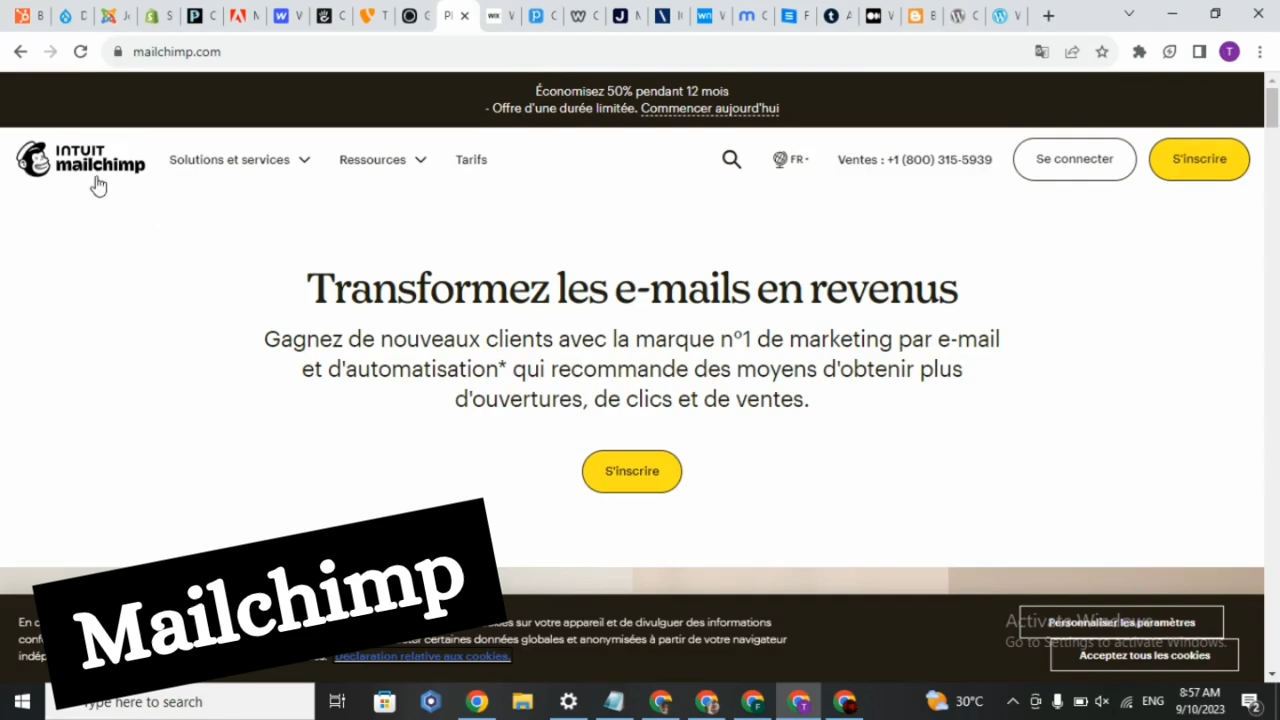 mailchimp.com
T
Économisez 50% pendant 12 mois
- Offre d'une durée limitée. Commencer aujourd'hui
INTUIT
mailchimp
Solutions et services
Ressources
Tarifs
FR
Ventes : +1 (800) 315-5939
Se connecter
S'inscrire
Transformez les e-mails en revenus
Gagnez de nouveaux clients avec la marque nº1 de marketing par e-mail
et d'automatisation* qui recommande des moyens d'obtenir plus
d'ouvertures, de clics et de ventes.
S'inscrire
Mailchimp
sur votre appareil et de divulguer des informations
certaines données globales et anonymisées à partir de votre navigateur
Déclaration relative aux cookies.
Personnaliser les paramètres
Acceptez tous les cookies
Activate Windows
Go to Settings to activate Windows.
here to search
30°C
ENG
8:57 AM
9/10/2023
2